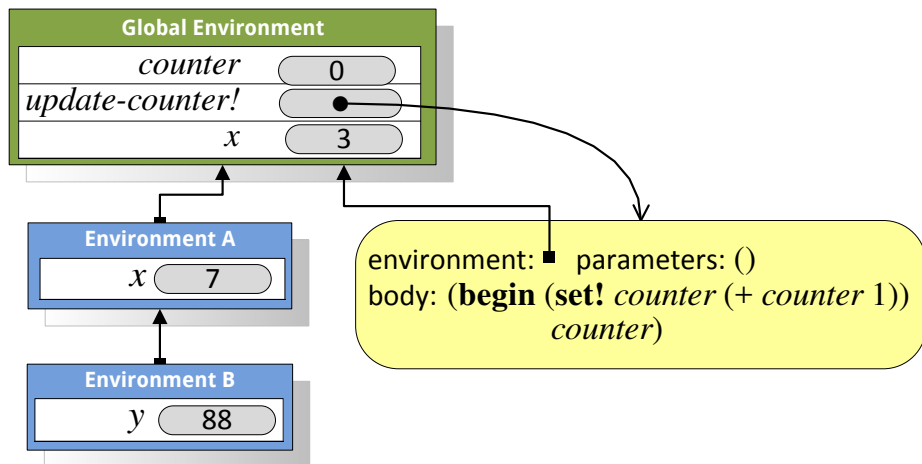 Global Environment
counter 0
update-counter!
x 3
Environment A
x 7
environment: parameters: ()
body: (begin (set! counter (+ counter 1))
counter)
Environment B
y 88